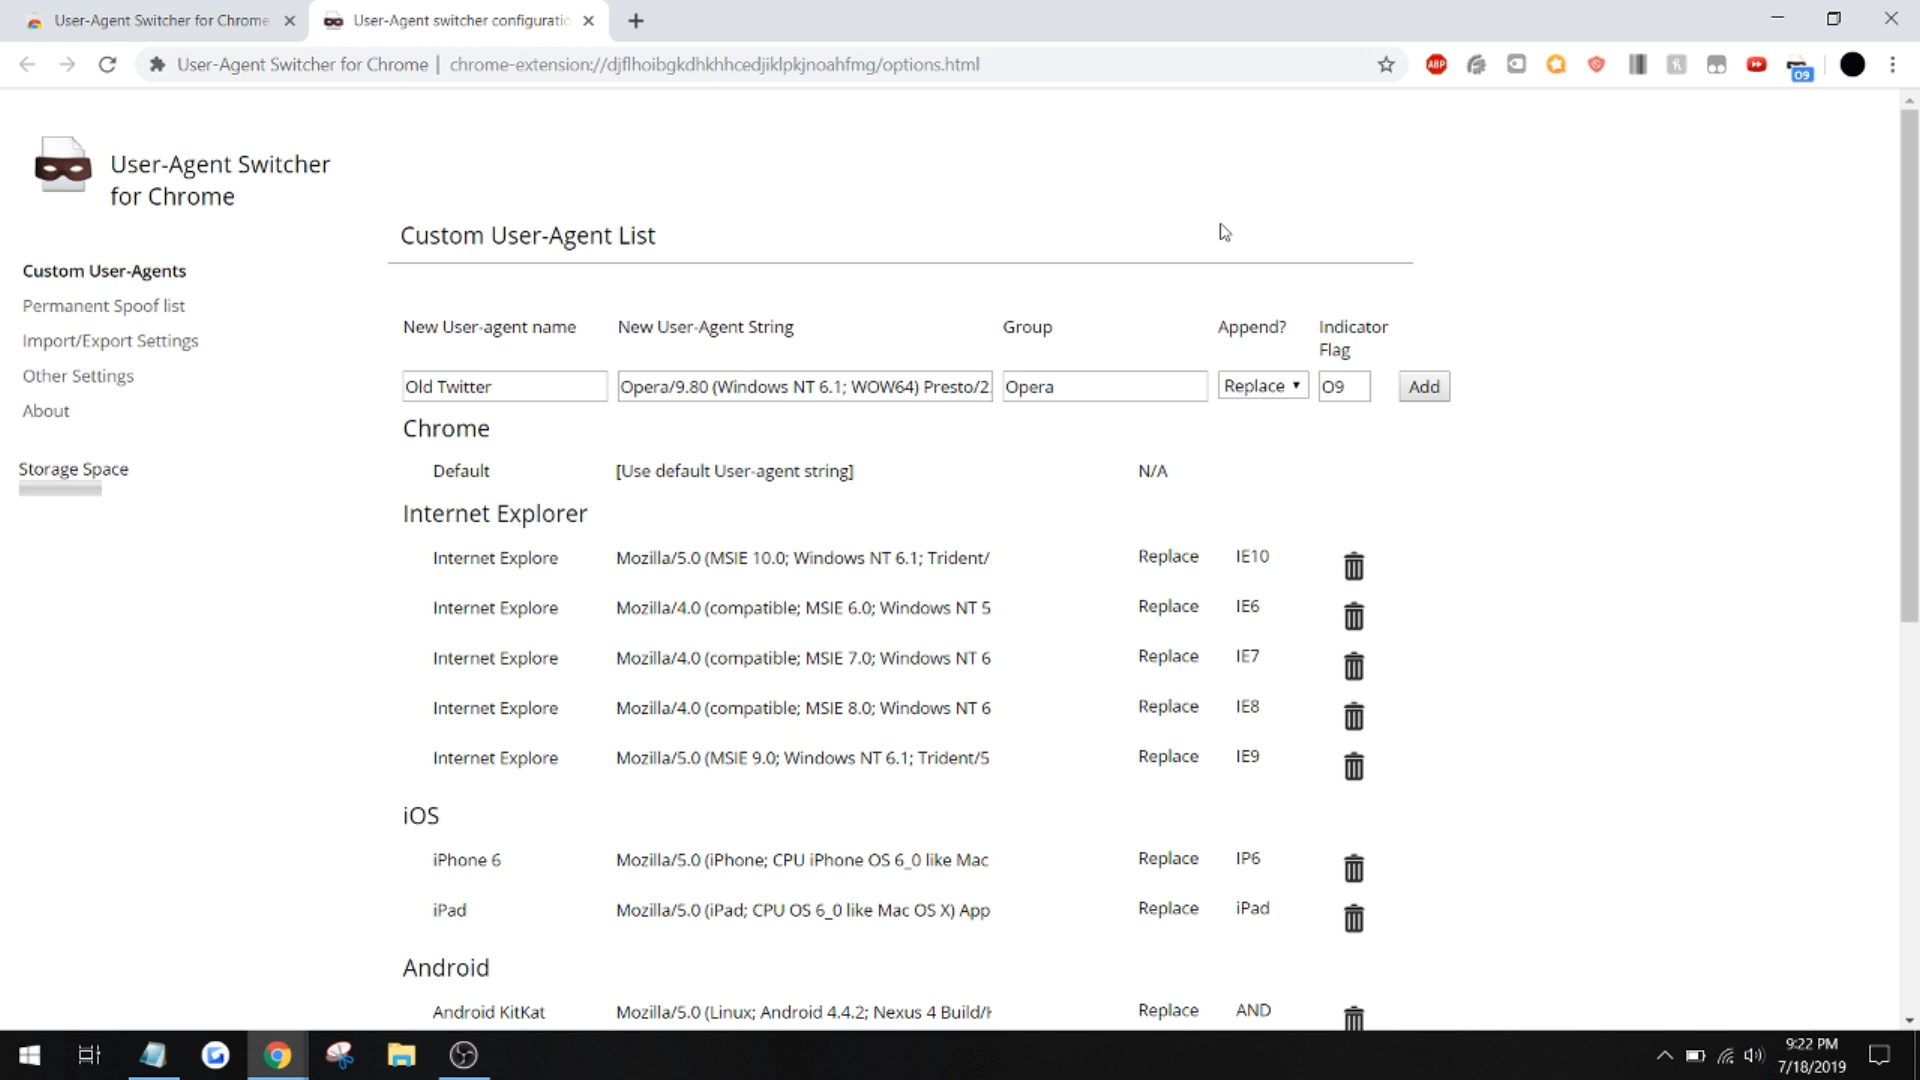 User-Agent Switcher for Chrome
User-Agent switcher configuratio
User-Agent Switcher for Chrome | chrome-extension://djflhoibgkdhkhhcedjiklpkjnoahfmg/options.html
ABP
09
User-Agent Switcher
for Chrome
Custom User-Agents
Permanent Spoof list
Import/Export Settings
Other Settings
About
Storage Space
Custom User-Agent List
New User-agent name New User-Agent String Group Append? Indicator
Flag
Old Twitter Opera/9.80 (Windows NT 6.1; WOW64) Presto/2. Opera Replace O9 Add
Chrome
Default [Use default User-agent string] N/A
Internet Explorer
Internet Explore Mozilla/5.0 (MSIE 10.0; Windows NT 6.1; Trident/ Replace IE10
Internet Explore Mozilla/4.0 (compatible; MSIE 6.0; Windows NT 5 Replace IE6
Internet Explore Mozilla/4.0 (compatible; MSIE 7.0; Windows NT 6 Replace IE7
Internet Explore Mozilla/4.0 (compatible; MSIE 8.0; Windows NT 6 Replace IE8
Internet Explore Mozilla/5.0 (MSIE 9.0; Windows NT 6.1; Trident/5 Replace IE9
iOS
iPhone 6 Mozilla/5.0 (iPhone; CPU iPhone OS 6_0 like Mac Replace IP6
iPad Mozilla/5.0 (iPad; CPU OS 6_0 like Mac OS X) App Replace iPad
Android
Android KitKat Mozilla/5.0 (Linux; Android 4.4.2; Nexus 4 Build/ Replace AND
9:22 PM
7/18/2019